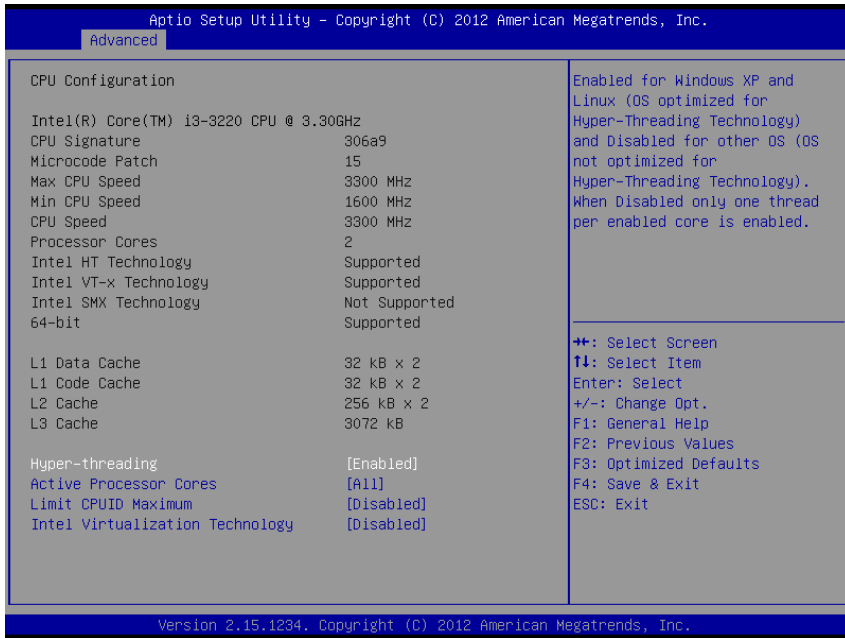 Aptio Setup Utility - Copyright (C) 2012 American Megatrends, Inc.
Advanced
CPU Configuration
Intel(R) Core(TM) i3-3220 CPU @ 3.30GHz
CPU Signature 306a9
Microcode Patch 15
Max CPU Speed 3300 MHz
Min CPU Speed 1600 MHz
CPU Speed 3300 MHz
Processor Cores 2
Intel HT Technology Supported
Intel VT-x Technology Supported
Intel SMX Technology Not Supported
64-bit Supported
L1 Data Cache 32 kB x 2
L1 Code Cache 32 kB x 2
L2 Cache 256 kB x 2
L3 Cache 3072 kB
Hyper-threading [Enabled]
Active Processor Cores [All]
Limit CPUID Maximum [Disabled]
Intel Virtualization Technology [Disabled]
Enabled for Windows XP and
Linux (OS optimized for
Hyper-Threading Technology)
and Disabled for other OS (OS
not optimized for
Hyper-Threading Technology).
When Disabled only one thread
per enabled core is enabled.
→←: Select Screen
↑↓: Select Item
Enter: Select
+/-: Change Opt.
F1: General Help
F2: Previous Values
F3: Optimized Defaults
F4: Save & Exit
ESC: Exit
Version 2.15.1234. Copyright (C) 2012 American Megatrends, Inc.